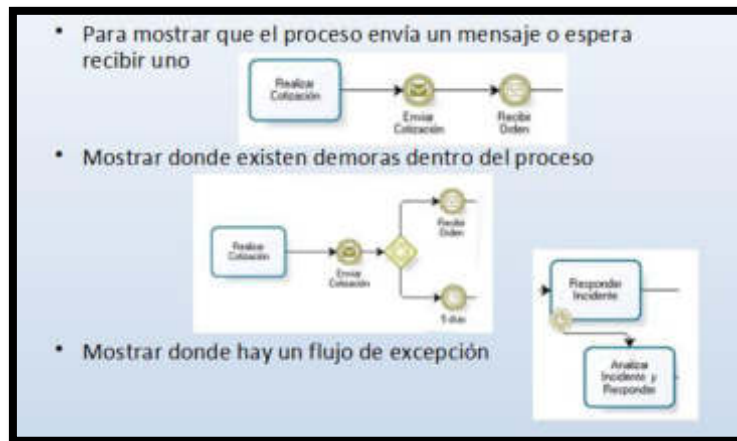 • Para mostrar que el proceso envía un mensaje o espera
recibir uno
Realizar
Cotización
Enviar
Cotización
Recibir
Orden
• Mostrar donde existen demoras dentro del proceso
Realizar
Cotización
Enviar
Cotización
Recibir
Orden
5 días
• Mostrar donde hay un flujo de excepción
Responder
Incidente
Analizar
Incidente y
Responder